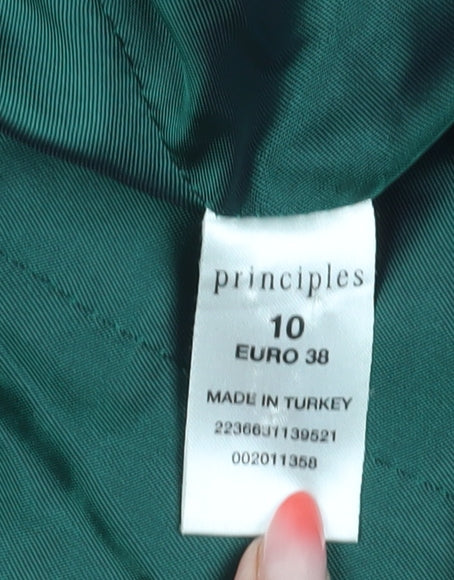 principles
10
EURO 38
MADE IN TURKEY
2236631139521
002011358